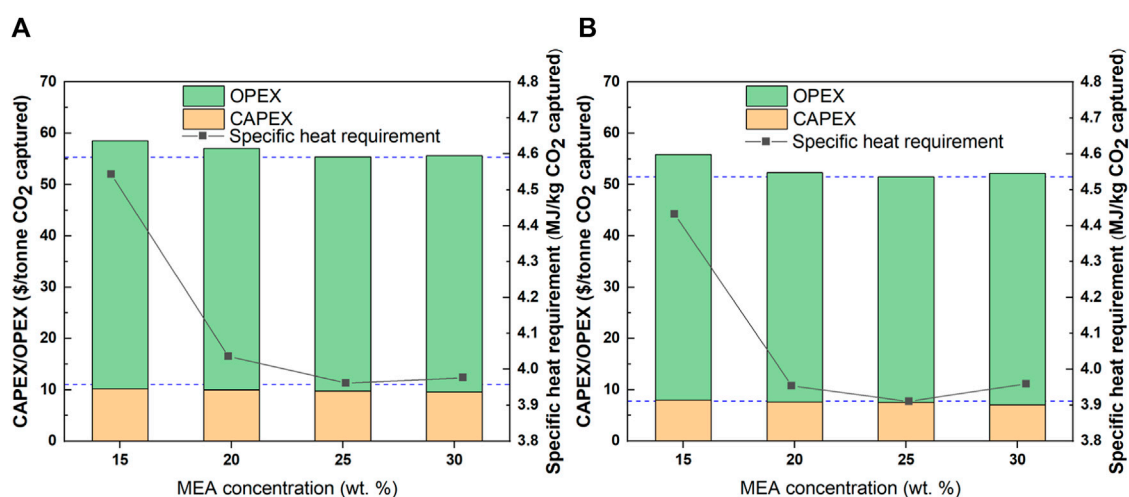 A
CAPEX/OPEX ($/tonne CO2 captured)
70
60
50
40
30
20
10
0
OPEX
CAPEX
Specific heat requirement
4.8
4.7
4.6
4.5
4.4
4.3
4.2
4.1
4.0
3.9
3.8
Specific heat requirement (MJ/kg CO2 captured)
15 20 25 30
MEA concentration (wt. %)
B
CAPEX/OPEX ($/tonne CO2 captured)
70
60
50
40
30
20
10
0
OPEX
CAPEX
Specific heat requirement
4.8
4.7
4.6
4.5
4.4
4.3
4.2
4.1
4.0
3.9
3.8
Specific heat requirement (MJ/kg CO2 captured)
15 20 25 30
MEA concentration (wt. %)